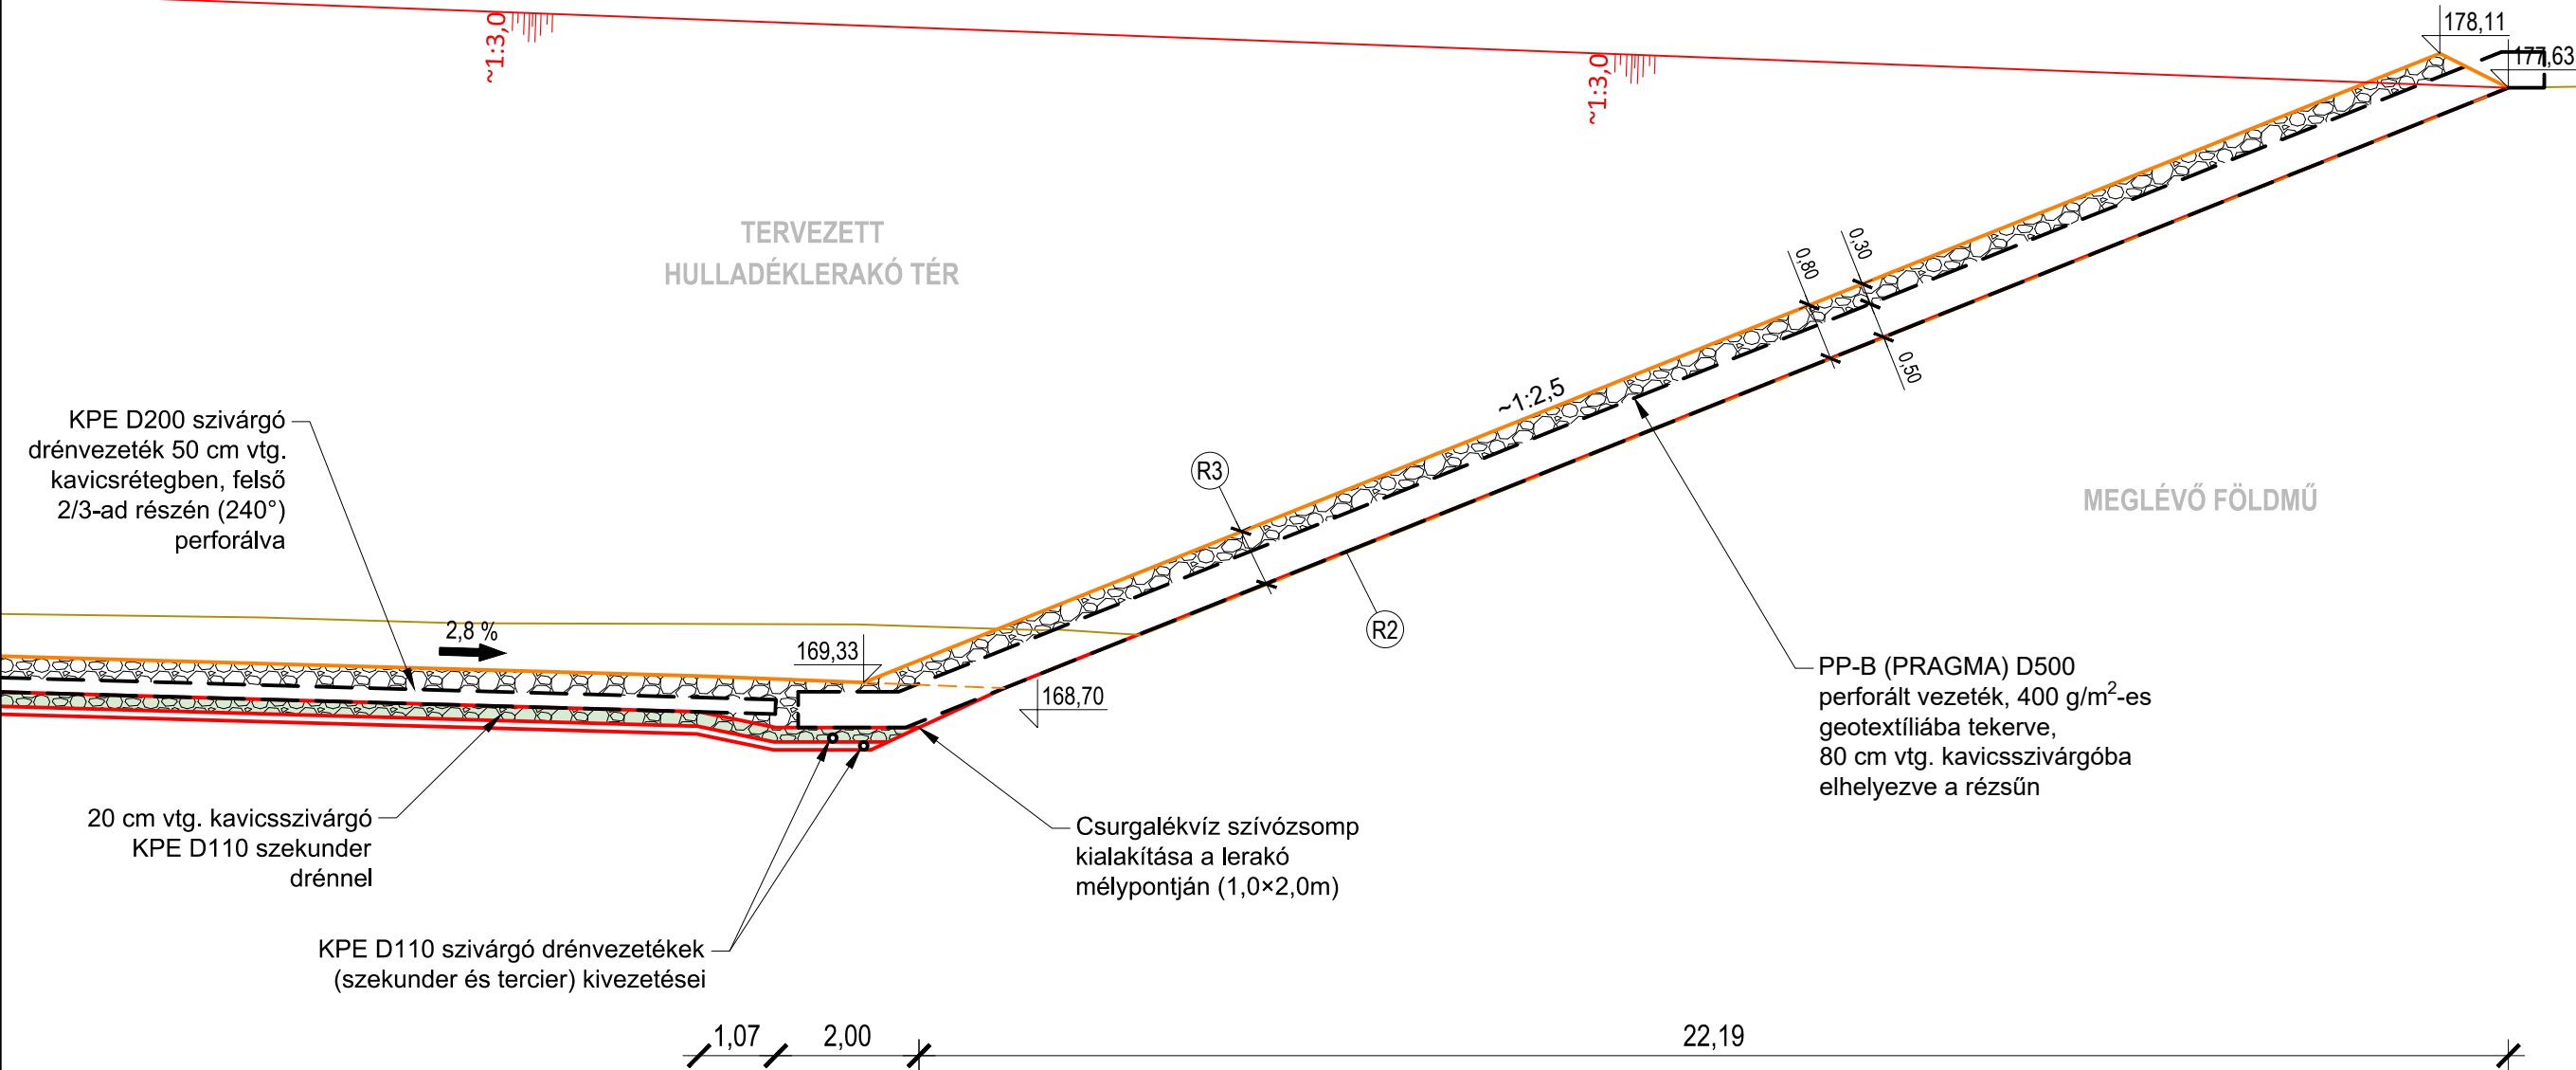 ~1:3,0
178,11
177,63
~1:3,0
TERVEZETT
HULLADÉKLERAKÓ TÉR
0,80
0,30
0,50
~1:2,5
KPE D200 szivárgó
drénvezeték 50 cm vtg.
kavicsrétegben, felső
2/3-ad részén (240°)
perforálva
R3
MEGLÉVŐ FÖLDMŰ
R2
2,8 %
169,33
168,70
PP-B (PRAGMA) D500
perforált vezeték, 400 g/m²-es
geotextíliába tekerve,
80 cm vtg. kavicsszivárgóba
elhelyezve a rézsűn
20 cm vtg. kavicsszivárgó
KPE D110 szekunder
drénnel
Csurgalékvíz szívózsomp
kialakítása a lerakó
mélypontján (1,0×2,0m)
KPE D110 szivárgó drénvezetékek
(szekunder és tercier) kivezetései
1,07
2,00
22,19